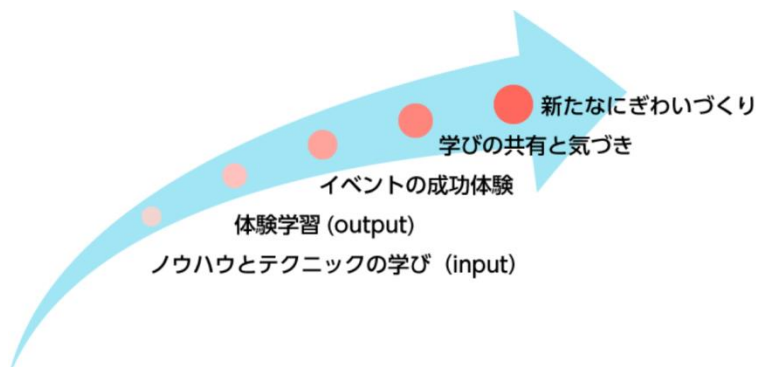 新たなにぎわいづくり
学びの共有と気づき
イベントの成功体験
体験学習 (output)
ノウハウとテクニックの学び（input）